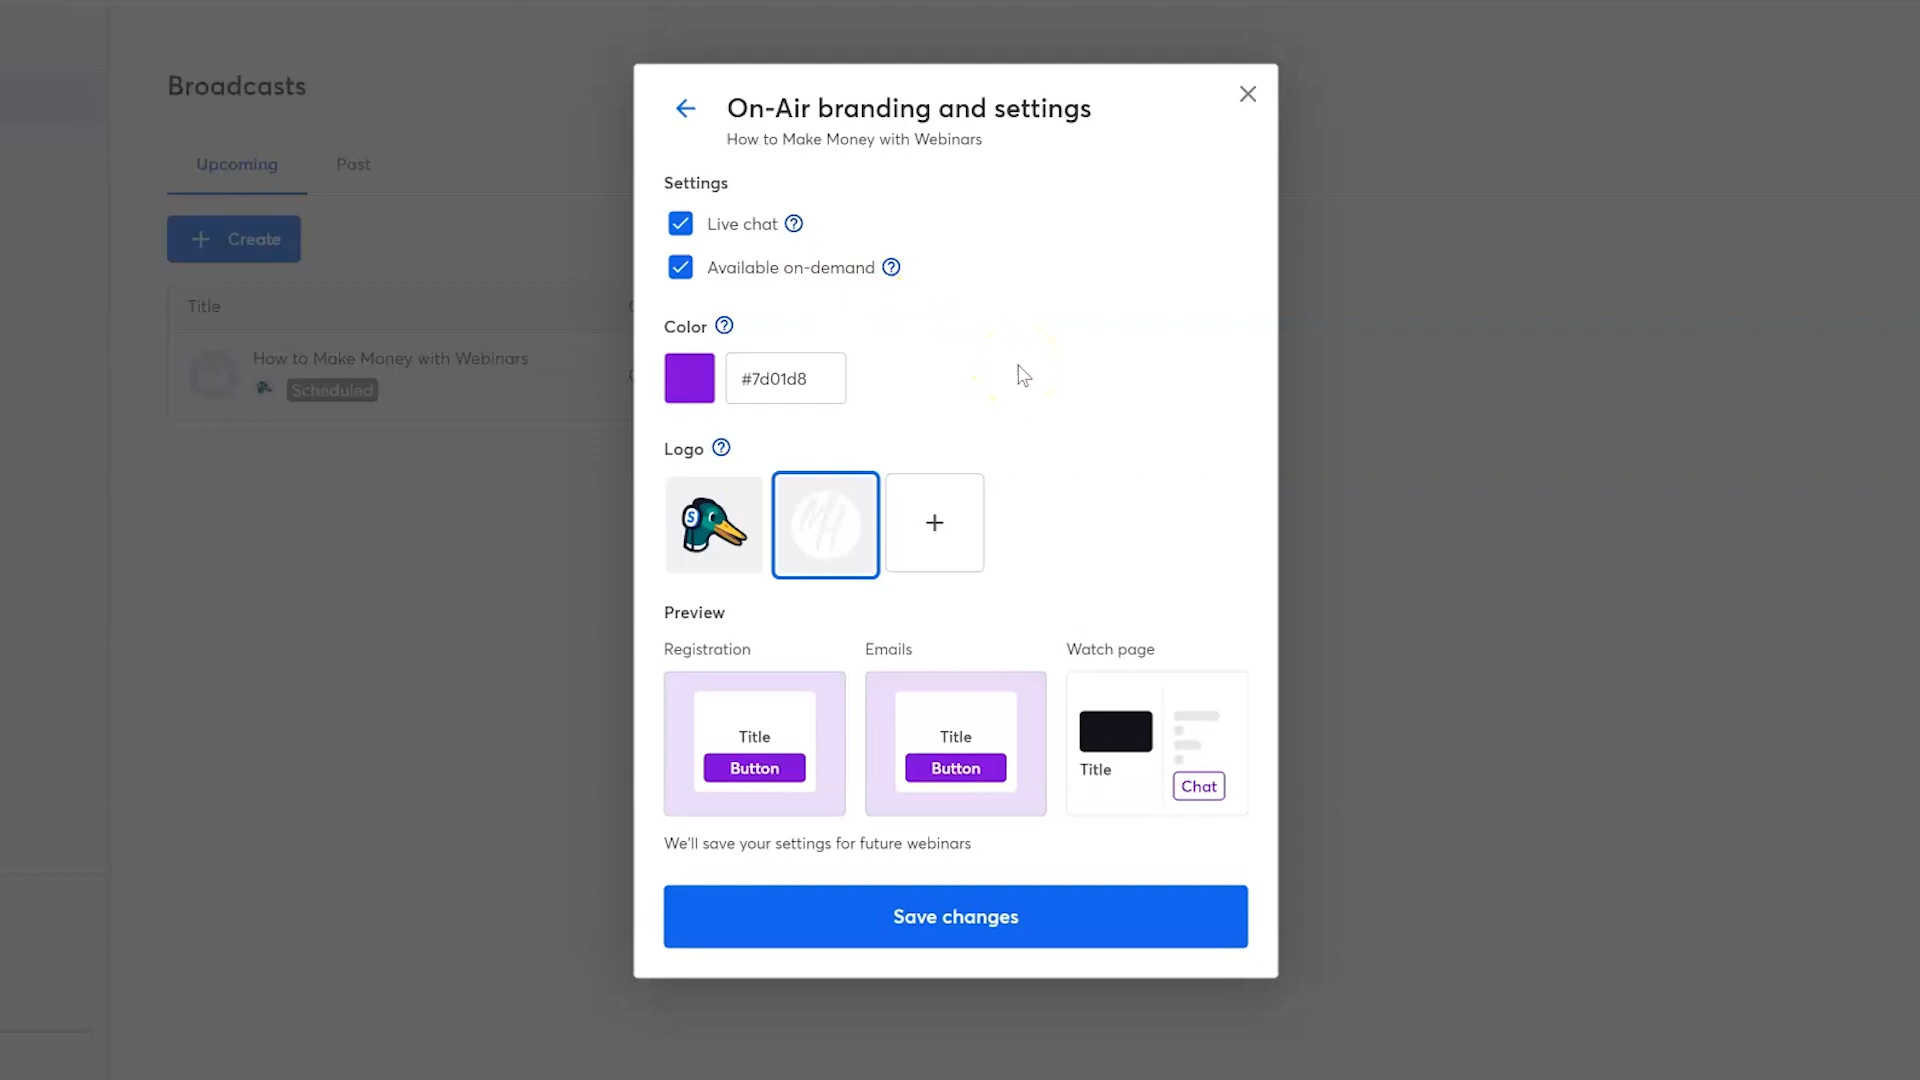 Broadcasts
Upcoming
Past
Create
Title
How to Make Money with Webinars
Scheduled
On-Air branding and settings
How to Make Money with Webinars
Settings
Live chat
Available on-demand
Color
#7d01d8
Logo
S
MH
Preview
Registration
Emails
Watch page
Title
Button
Title
Button
Title
Chat
We'll save your settings for future webinars
Save changes